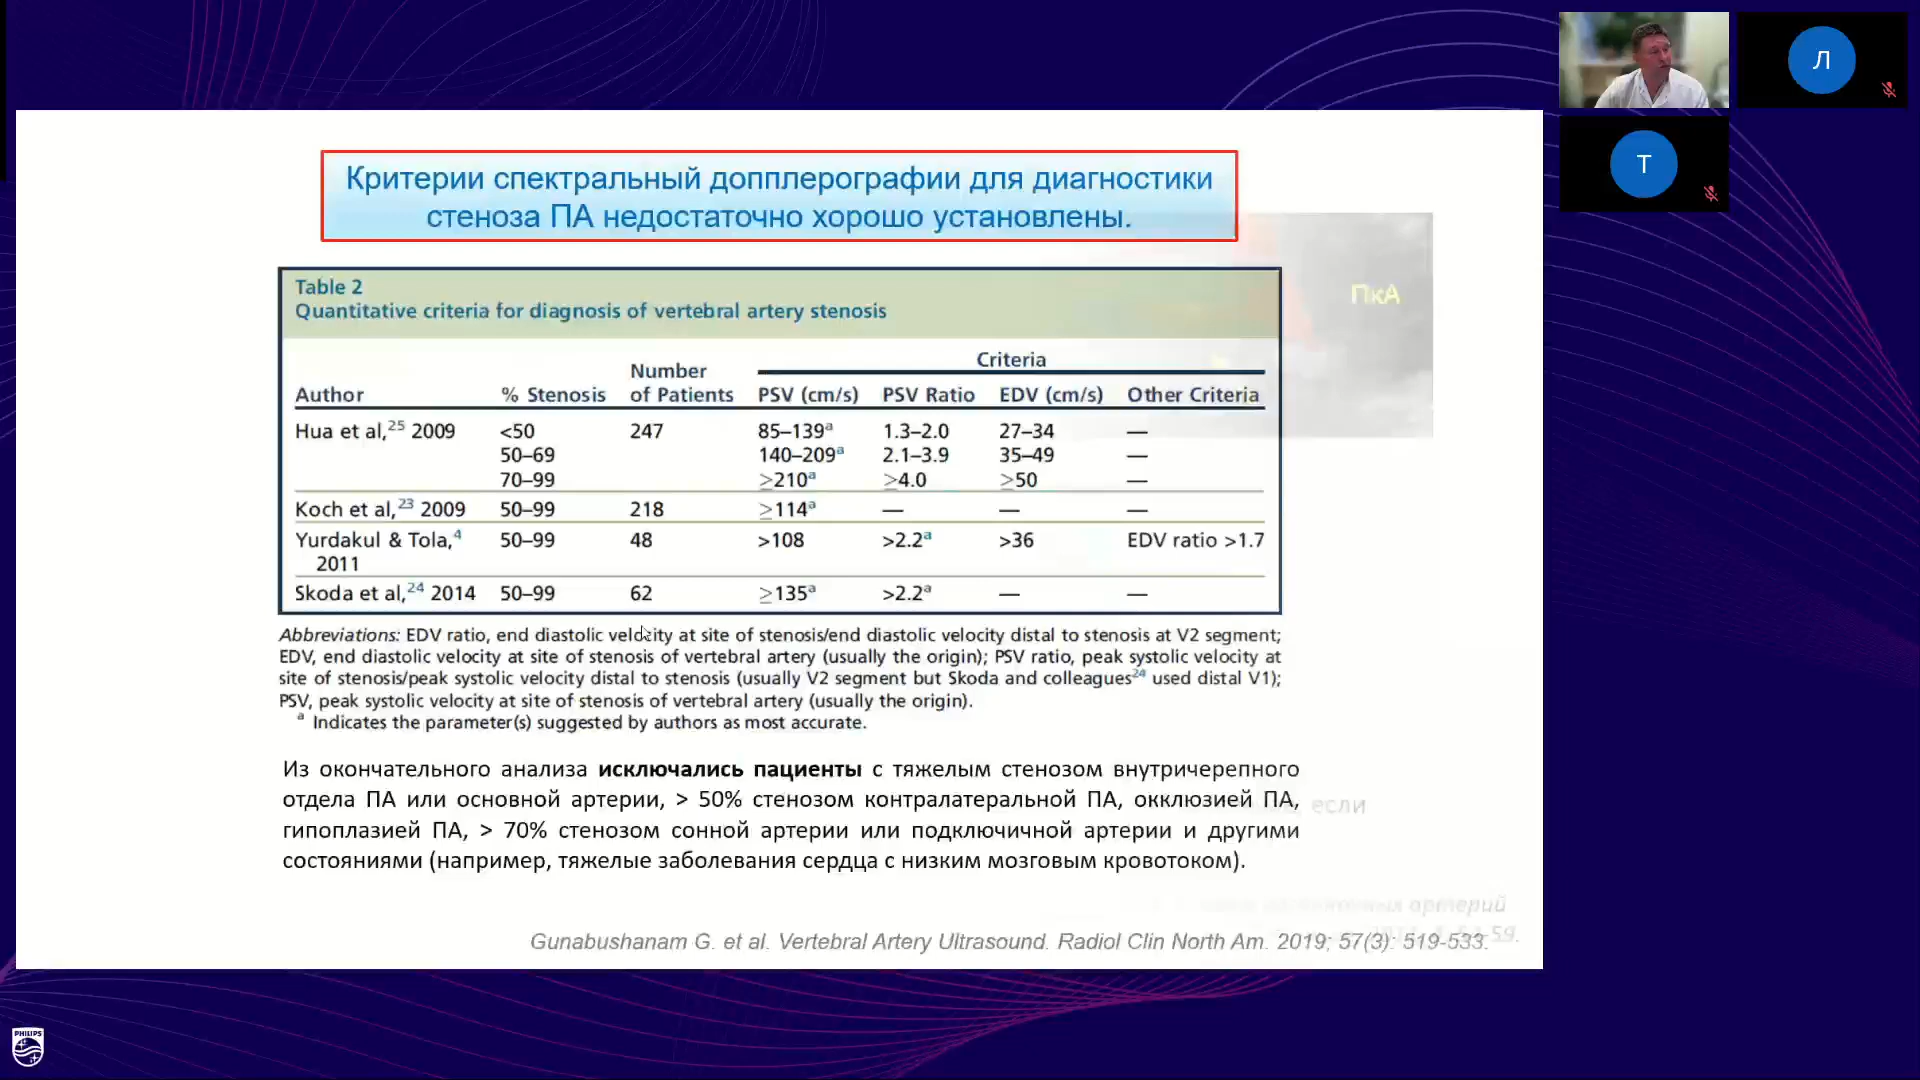 Л
Т
Критерии спектральный допплерографии для диагностики
стеноза ПА недостаточно хорошо установлены.
ПкА
Table 2
Quantitative criteria for diagnosis of vertebral artery stenosis
Criteria
Author % Stenosis Number of Patients PSV (cm/s) PSV Ratio EDV (cm/s) Other Criteria
Hua et al,25 2009 <50 247 85–139a 1.3–2.0 27–34 —
50–69 140–209a 2.1–3.9 35–49 —
70–99 ≥210a ≥4.0 ≥50 —
Koch et al,23 2009 50–99 218 ≥114a — — —
Yurdakul & Tola,4 50–99 48 >108 >2.2a >36 EDV ratio >1.7
2011
Skoda et al,24 2014 50–99 62 ≥135a >2.2a — —
Abbreviations: EDV ratio, end diastolic velocity at site of stenosis/end diastolic velocity distal to stenosis at V2 segment;
EDV, end diastolic velocity at site of stenosis of vertebral artery (usually the origin); PSV ratio, peak systolic velocity at
site of stenosis/peak systolic velocity distal to stenosis (usually V2 segment but Skoda and colleagues24 used distal V1);
PSV, peak systolic velocity at site of stenosis of vertebral artery (usually the origin).
a Indicates the parameter(s) suggested by authors as most accurate.
Из окончательного анализа исключались пациенты с тяжелым стенозом внутричерепного
отдела ПА или основной артерии, > 50% стенозом контралатеральной ПА, окклюзией ПА,
если
гипоплазией ПА, > 70% стенозом сонной артерии или подключичной артерии и другими
состояниями (например, тяжелые заболевания сердца с низким мозговым кровотоком).
артерий
Gunabushanam G. et al. Vertebral Artery Ultrasound. Radiol Clin North Am. 2019; 57(3): 519-533.
PHILIPS